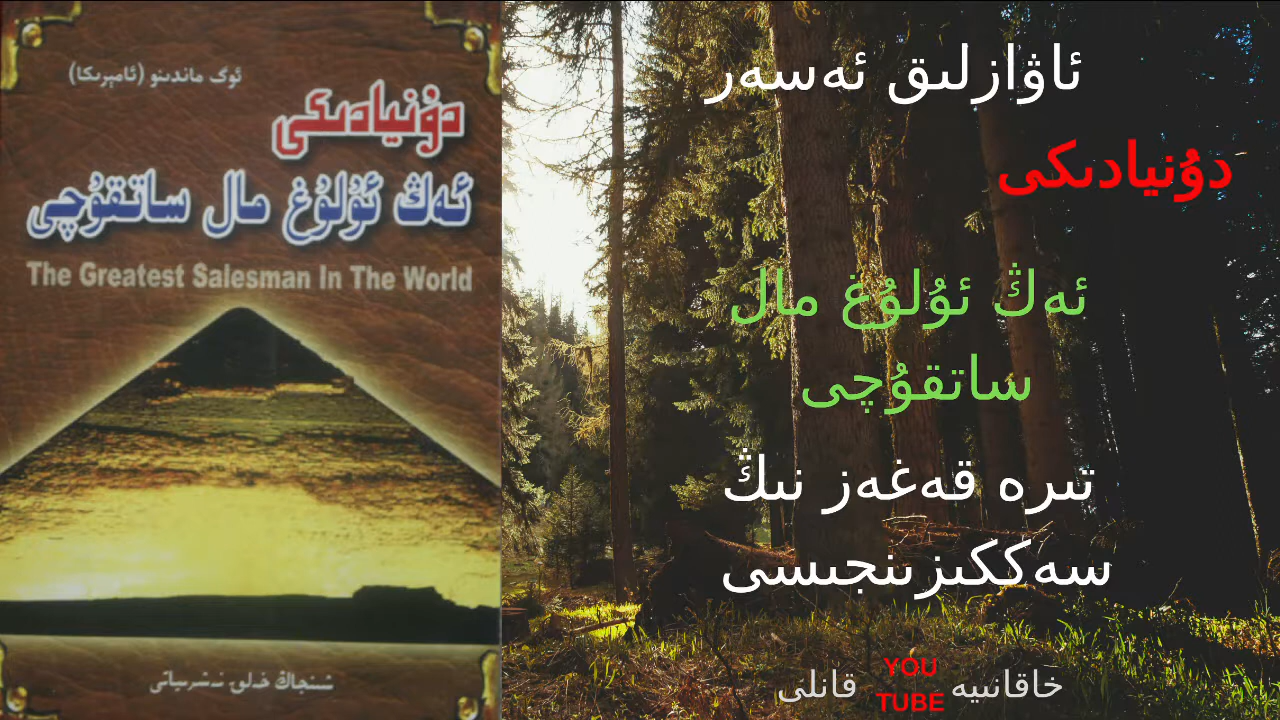 ئوگ ماندىنو (ئامېرىكا)
دۇنيادىكى
ئەڭ ئۇلۇغ مال ساتقۇچى
The Greatest Salesman In The World
شىنجاڭ خەلق نەشرىياتى
ئاۋازلىق ئەسەر
دۇنيادىكى
ئەڭ ئۇلۇغ مال
ساتقۇچى
تىرە قەغەز نىڭ
سەككىزىنجىسى
خاقانىيە YOU TUBE قانلى